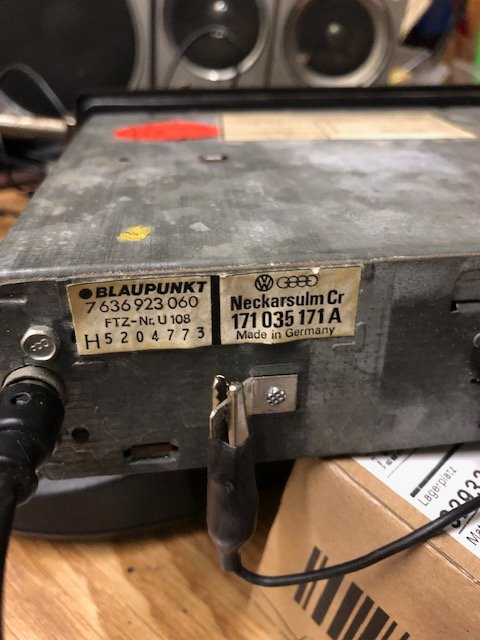 BLAUPUNKT
7 636 923 060
FTZ-Nr. U 108
H 5 2 0 4 7 7 3
Neckarsulm Cr
171 035 171 A
Made in Germany
Lagerplatz